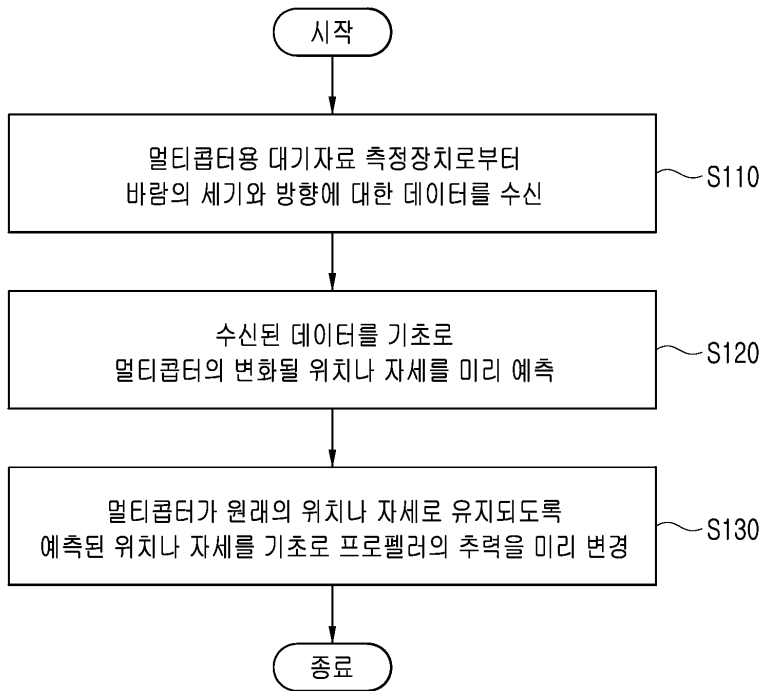 시작
멀티콥터용 대기자료 측정장치로부터
바람의 세기와 방향에 대한 데이터를 수신
S110
수신된 데이터를 기초로
멀티콥터의 변화될 위치나 자세를 미리 예측
S120
멀티콥터가 원래의 위치나 자세로 유지되도록
예측된 위치나 자세를 기초로 프로펠러의 추력을 미리 변경
S130
종료